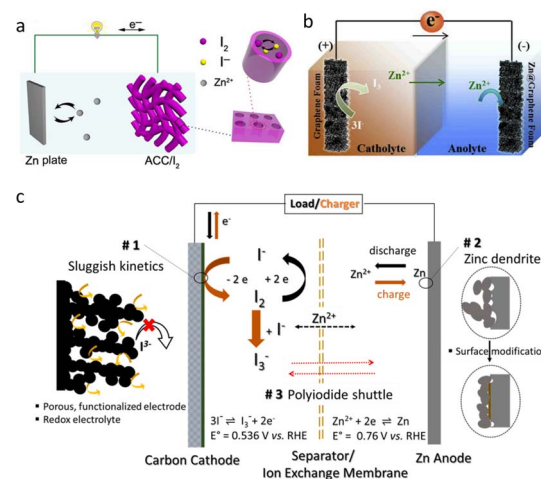 a
e⁻
I₂
I⁻
Zn²⁺
Zn plate
ACC/I₂
b
e⁻
(+)
(-)
Graphene Foam
I₃⁻
3I⁻
Zn²⁺
Zn²⁺
Zn@Graphene Foam
Catholyte
Anolyte
c
Load/Charger
e⁻
# 1
Sluggish kinetics
I³⁻
▪ Porous, functionalized electrode
▪ Redox electrolyte
I⁻
- 2 e
+ 2 e
I₂
+ I⁻
I₃⁻
Zn²⁺
discharge
Zn²⁺
Zn
charge
# 2
Zinc dendrite
▪ Surface modification
# 3 Polyiodide shuttle
3I⁻ ⇌ I₃⁻ + 2e⁻
E° = 0.536 V vs. RHE
Zn²⁺ + 2e ⇌ Zn
E° = 0.76 V vs. RHE
Carbon Cathode
Separator/
Ion Exchange Membrane
Zn Anode